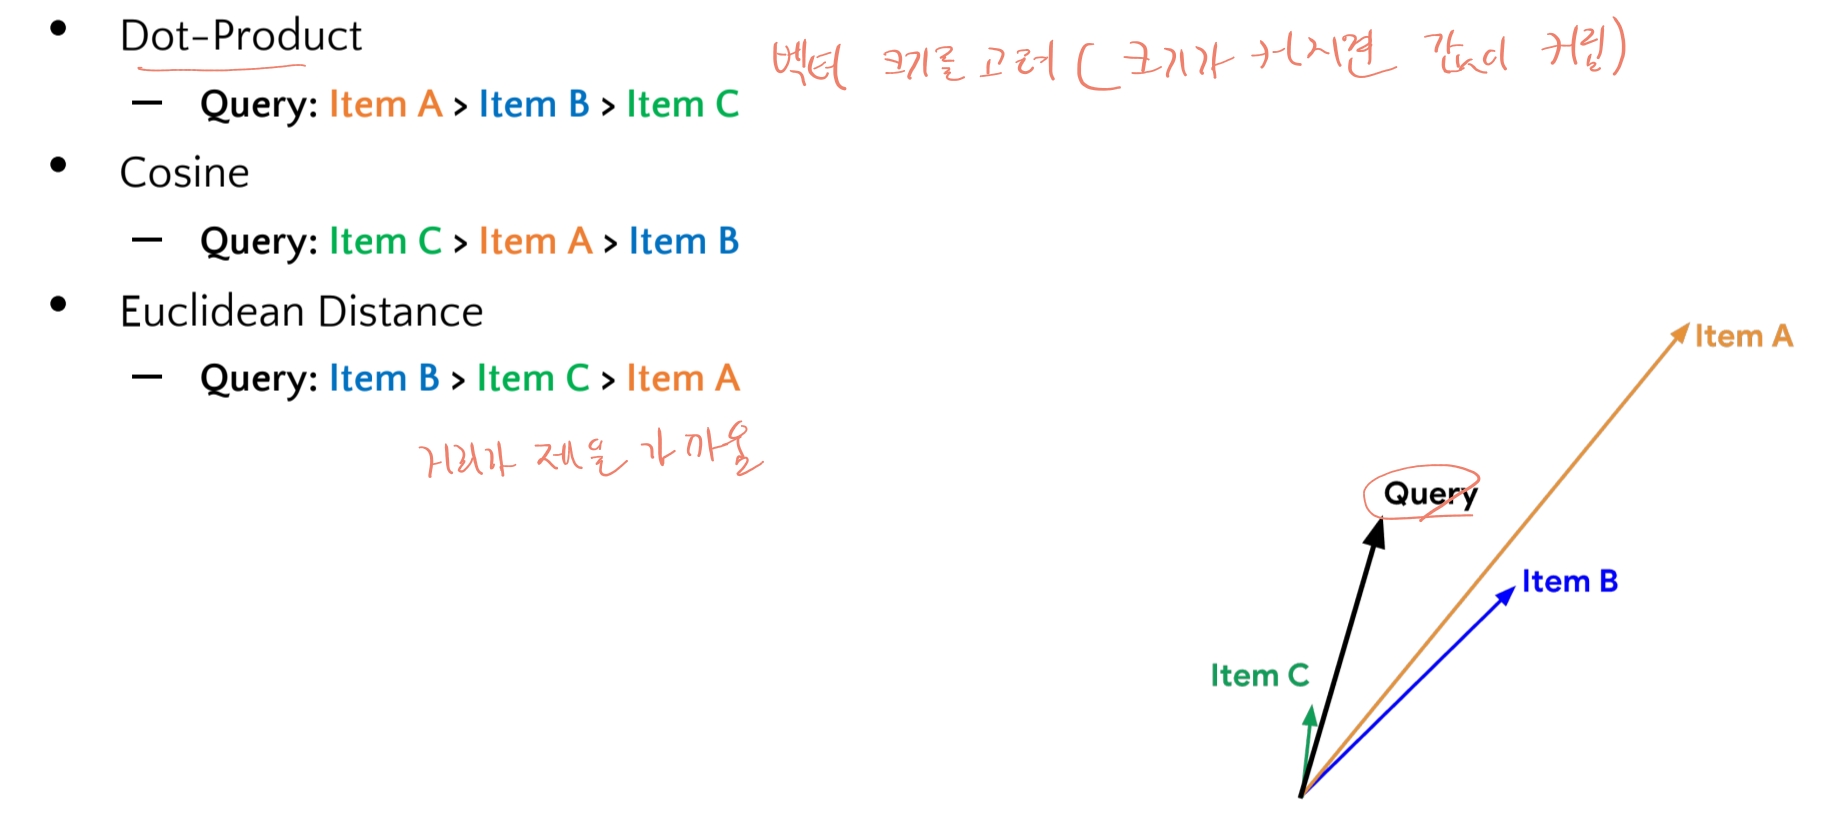 • Dot-Product
벡터 크기를 고려 ( 크기가 커지면 값이 커짐)
— Query: Item A > Item B > Item C
• Cosine
— Query: Item C > Item A > Item B
• Euclidean Distance
— Query: Item B > Item C > Item A
거리가 제일 가까움
Item A
Query
Item B
Item C